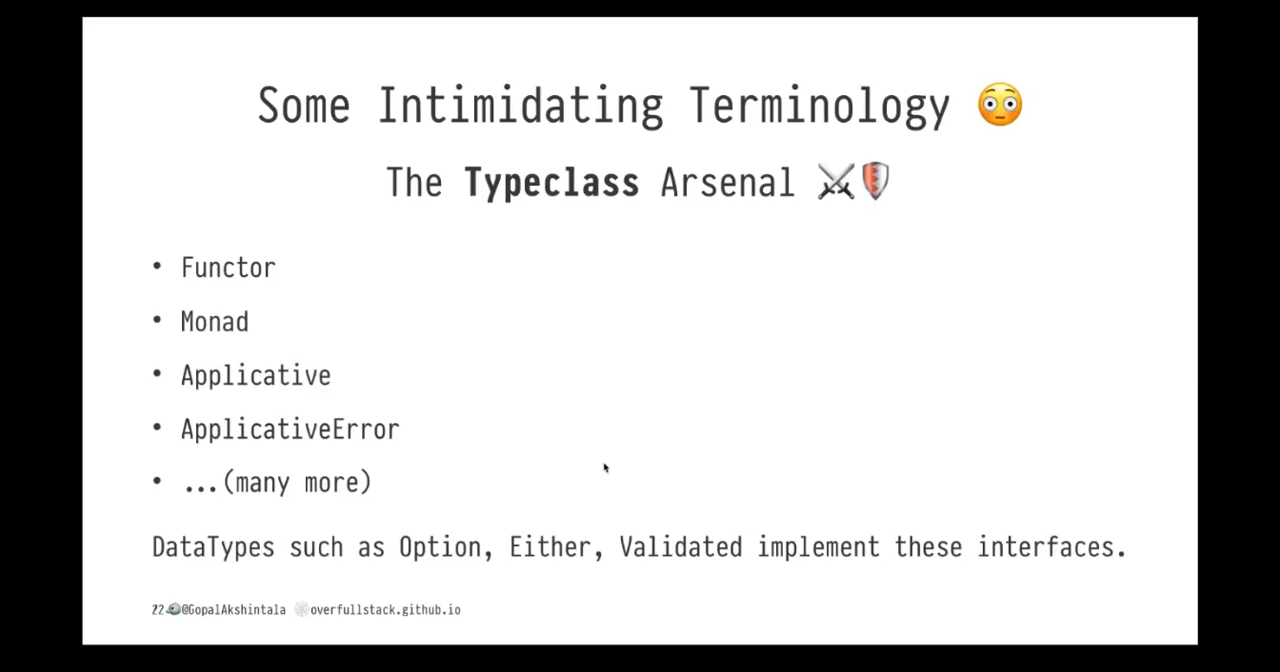 Some Intimidating Terminology 😳
The Typeclass Arsenal ⚔️🛡️
• Functor
• Monad
• Applicative
• ApplicativeError
• ...(many more)
DataTypes such as Option, Either, Validated implement these interfaces.
22 @GopalAkshintala overfullstack.github.io